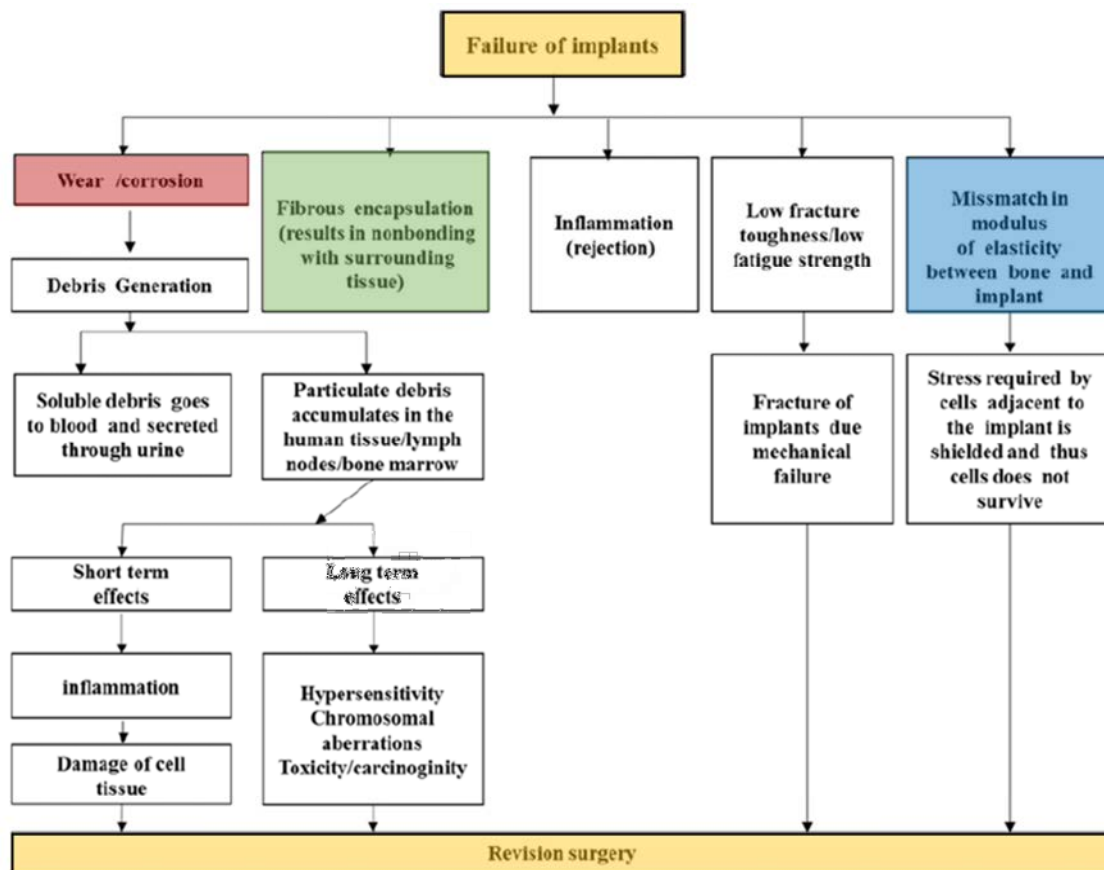 Failure of implants
Wear /corrosion
Fibrous encapsulation
(results in nonbonding
with surrounding
tissue)
Inflammation
(rejection)
Low fracture
toughness/low
fatigue strength
Missmatch in
modulus
of elasticity
between bone and
implant
Debris Generation
Soluble debris goes
to blood and secreted
through urine
Particulate debris
accumulates in the
human tissue/lymph
nodes/bone marrow
Fracture of
implants due
mechanical
failure
Stress required by
cells adjacent to
the implant is
shielded and thus
cells does not
survive
Short term
effects
Long term
effects
inflammation
Hypersensitivity
Chromosomal
aberrations
Toxicity/carcinoginity
Damage of cell
tissue
Revision surgery